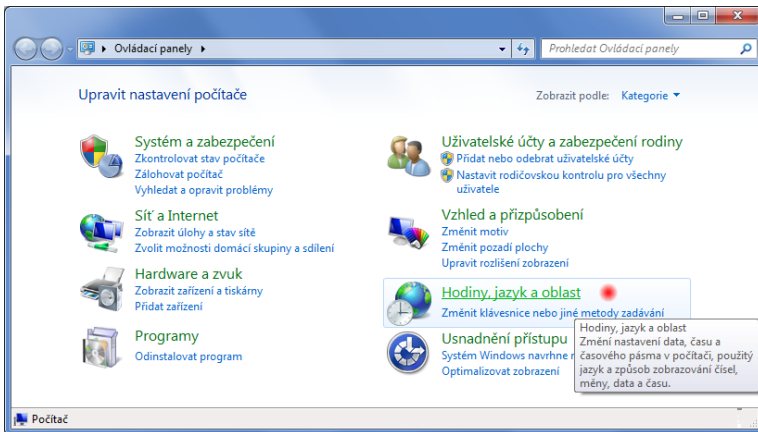 Ovládací panely
Prohledat Ovládací panely
Upravit nastavení počítače
Zobrazit podle: Kategorie
Systém a zabezpečení
Zkontrolovat stav počítače
Zálohovat počítač
Vyhledat a opravit problémy
Síť a Internet
Zobrazit úlohy a stav sítě
Zvolit možnosti domácí skupiny a sdílení
Hardware a zvuk
Zobrazit zařízení a tiskárny
Přidat zařízení
Programy
Odinstalovat program
Uživatelské účty a zabezpečení rodiny
Přidat nebo odebrat uživatelské účty
Nastavit rodičovskou kontrolu pro všechny
uživatele
Vzhled a přizpůsobení
Změnit motiv
Změnit pozadí plochy
Upravit rozlišení zobrazení
Hodiny, jazyk a oblast
Změnit klávesnice nebo jiné metody zadávání
Usnadnění přístupu
Systém Windows navrhne
Optimalizovat zobrazení
Hodiny, jazyk a oblast
Změní nastavení data, času a
časového pásma v počítači, použitý
jazyk a způsob zobrazování čísel,
měny, data a času.
Počítač